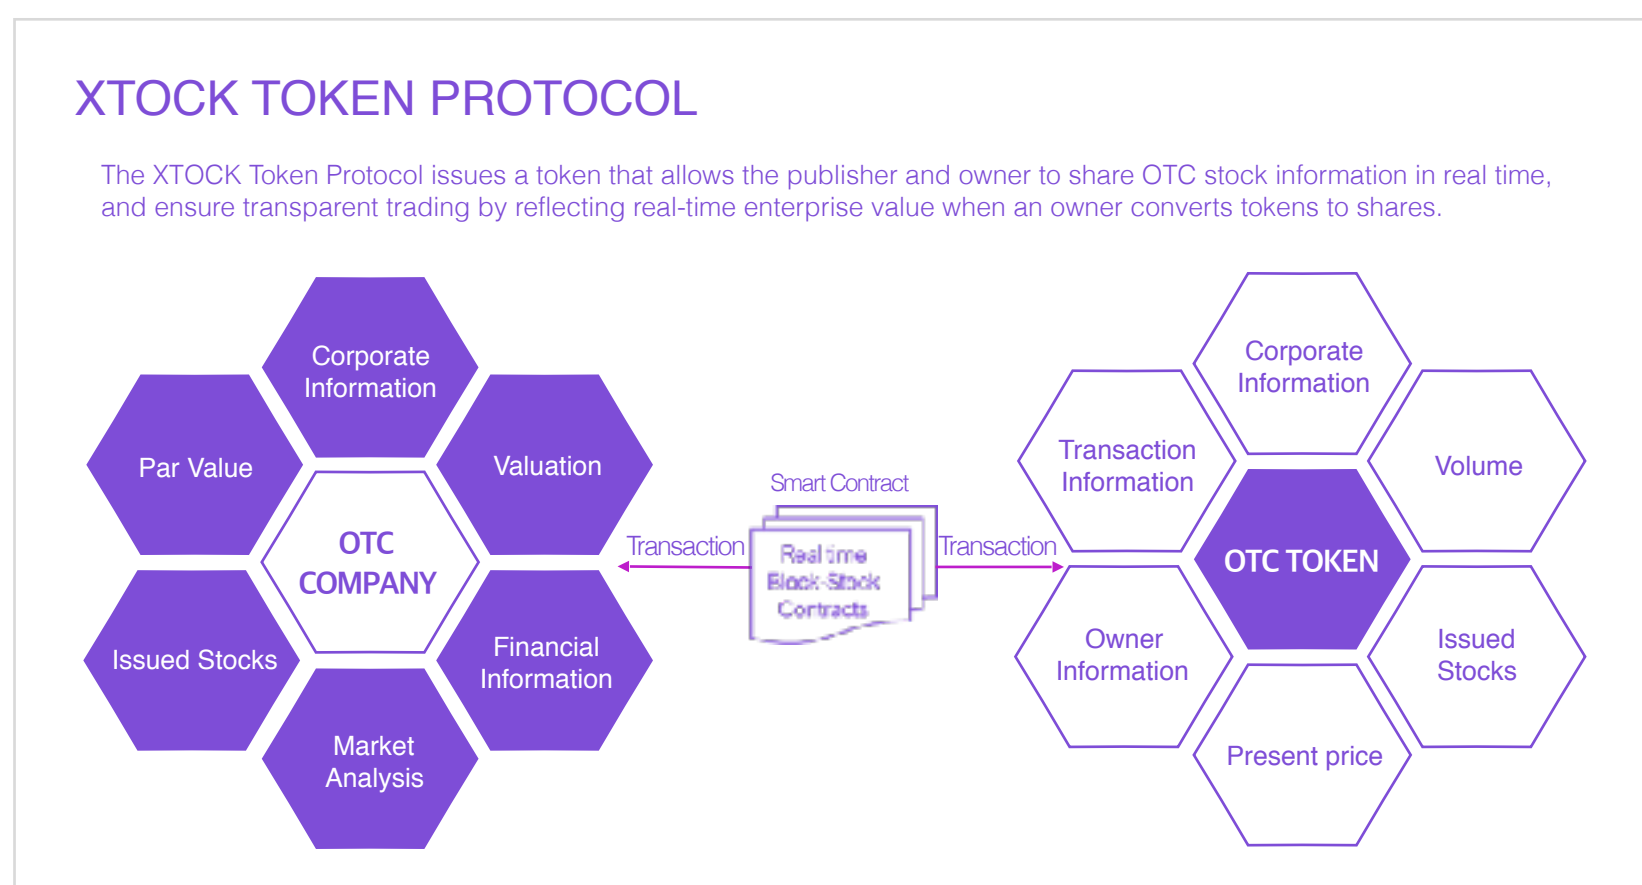 XTOCK TOKEN PROTOCOL
The XTOCK Token Protocol issues a token that allows the publisher and owner to share OTC stock information in real time,
and ensure transparent trading by reflecting real-time enterprise value when an owner converts tokens to shares.
Corporate
Information
Par Value
Valuation
OTC
COMPANY
Issued Stocks
Financial
Information
Market
Analysis
Smart Contract
Transaction
Real time
Block-Stock
Contracts
Transaction
Corporate
Information
Transaction
Information
Volume
OTC TOKEN
Owner
Information
Issued
Stocks
Present price